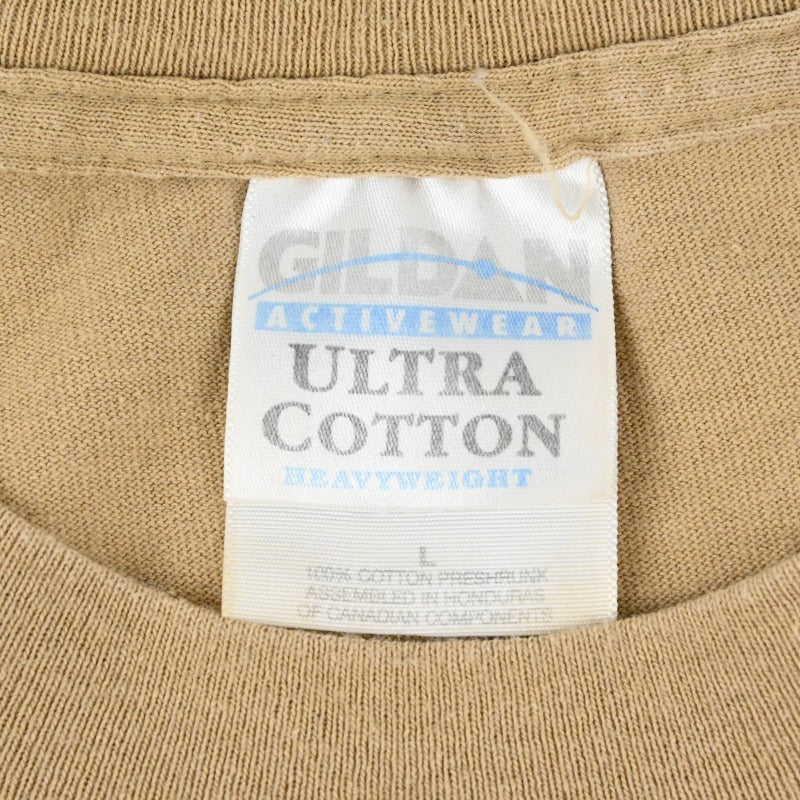 GILDAN
ACTIVEWEAR
ULTRA
COTTON
HEAVYWEIGHT
L
100% COTTON PRESHRUNK
ASSEMBLED IN HONDURAS
OF CANADIAN COMPONENTS